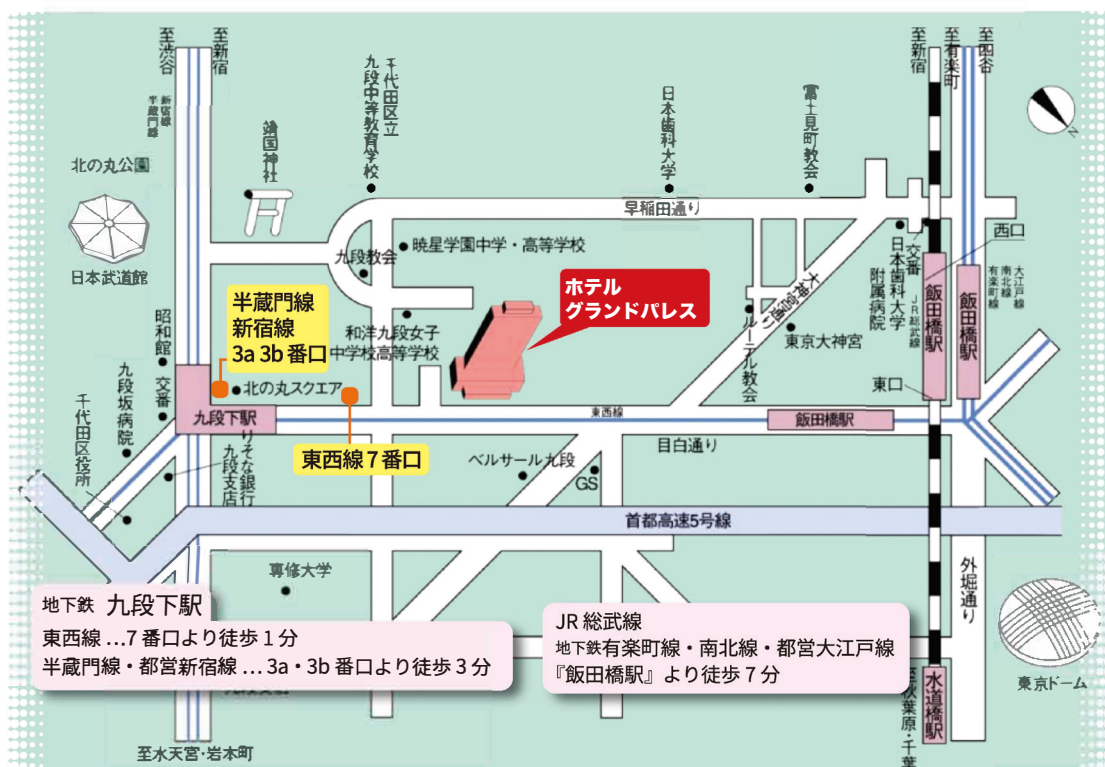 至渋谷
至新宿
半蔵門線
新宿線
靖国神社
千代田区立
九段中等教育学校
日本歯科大学
富士見町教会
至新宿
至有楽町
至四谷
N
北の丸公園
日本武道館
早稲田通り
暁星学園中学・高等学校
九段教会
ホテル
グランドパレス
大神宮通り
日本歯科大学
附属病院
交番
西口
JR総武線
飯田橋駅
飯田橋駅
有楽町線
南北線
大江戸線
半蔵門線
新宿線
3a 3b 番口
和洋九段女子
中学校高等学校
ルーテル教会
東京大神宮
昭和館
交番
北の丸スクエア
東口
九段坂病院
千代田区役所
九段下駅
東西線
飯田橋駅
目白通り
東西線 7 番口
りそな銀行
九段支店
ベルサール九段
GS
首都高速5号線
専修大学
外堀通り
地下鉄 九段下駅
東西線 …7 番口より徒歩 1 分
半蔵門線・都営新宿線 … 3a・3b 番口より徒歩 3 分
JR 総武線
地下鉄有楽町線・南北線・都営大江戸線
『飯田橋駅』より徒歩 7 分
東京ドーム
水道橋駅
至秋葉原・千葉
至水天宮・岩本町